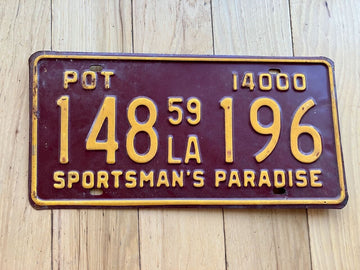 POT 14000
148 59 LA 196
SPORTSMAN'S PARADISE